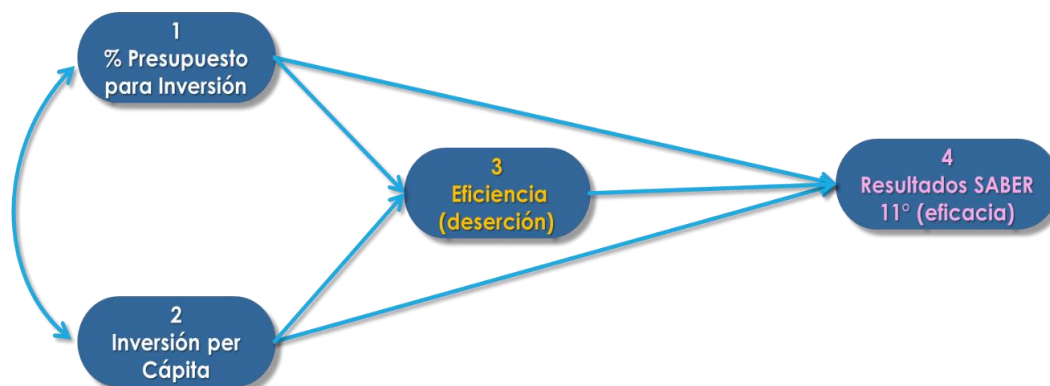 1
% Presupuesto
para Inversión
3
Eficiencia
(deserción)
4
Resultados SABER
11° (eficacia)
2
Inversión per
Cápita